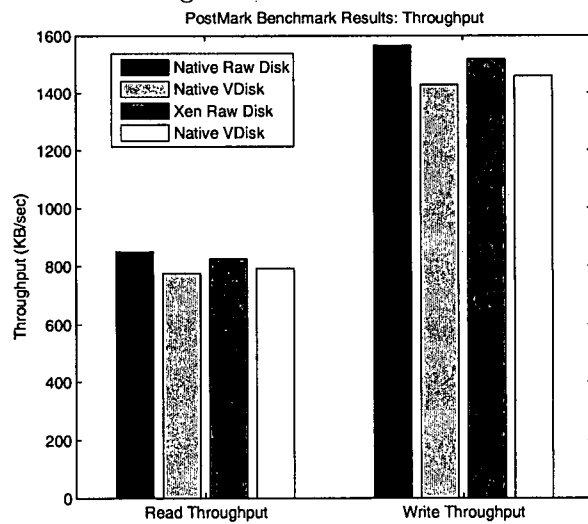 PostMark Benchmark Results: Throughput
1600
1400
1200
1000
800
600
400
200
0
Throughput (KB/sec)
Native Raw Disk
Native VDisk
Xen Raw Disk
Native VDisk
Read Throughput
Write Throughput